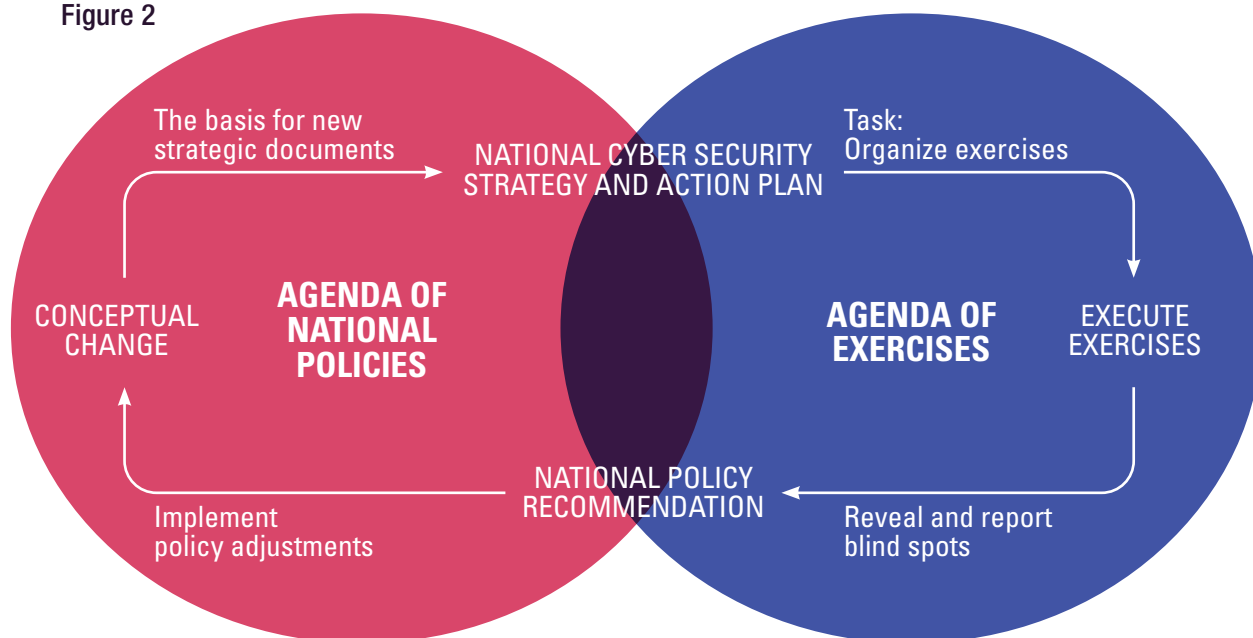 Figure 2
The basis for new
strategic documents
NATIONAL CYBER SECURITY
STRATEGY AND ACTION PLAN
Task:
Organize exercises
CONCEPTUAL
CHANGE
AGENDA OF
NATIONAL
POLICIES
AGENDA OF
EXERCISES
EXECUTE
EXERCISES
NATIONAL POLICY
RECOMMENDATION
Implement
policy adjustments
Reveal and report
blind spots